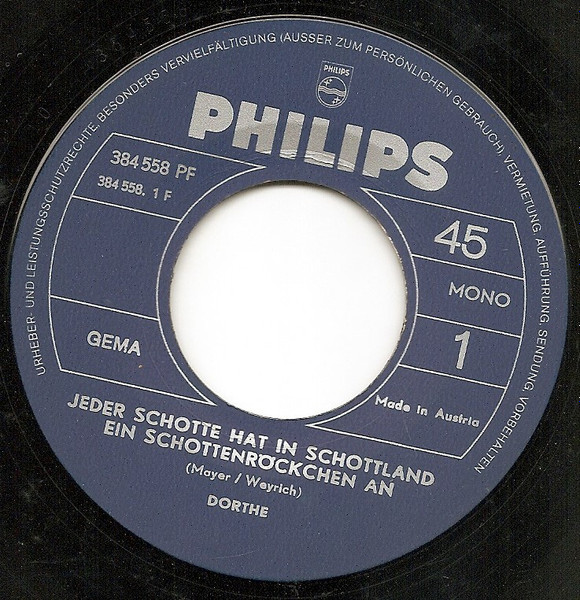 URHEBER- UND LEISTUNGSSCHUTZRECHTE, BESONDERS VERVIELFÄLTIGUNG (AUSSER ZUM PERSÖNLICHEN GEBRAUCH), VERMIETUNG, AUFFÜHRUNG, SENDUNG, VORBEHALTEN
PHILIPS
PHILIPS
384 558 PF
384 558. 1 F
45
MONO
GEMA
1
Made in Austria
JEDER SCHOTTE HAT IN SCHOTTLAND
EIN SCHOTTENRÖCKCHEN AN
(Mayer / Weyrich)
DORTHE